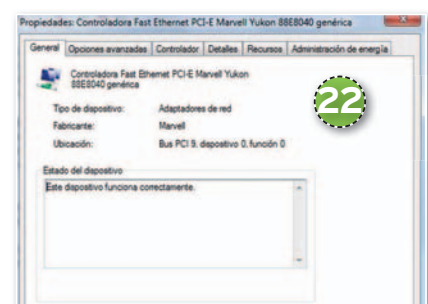 Propiedades: Controladora Fast Ethernet PCI-E Marvell Yukon 88E8040 genérica
General Opciones avanzadas Controlador Detalles Recursos Administración de energía
Controladora Fast Ethernet PCI-E Marvell Yukon
88E8040 genérica
22
Tipo de dispositivo: Adaptadores de red
Fabricante: Marvell
Ubicación: Bus PCI 9, dispositivo 0, función 0
Estado del dispositivo
Este dispositivo funciona correctamente.